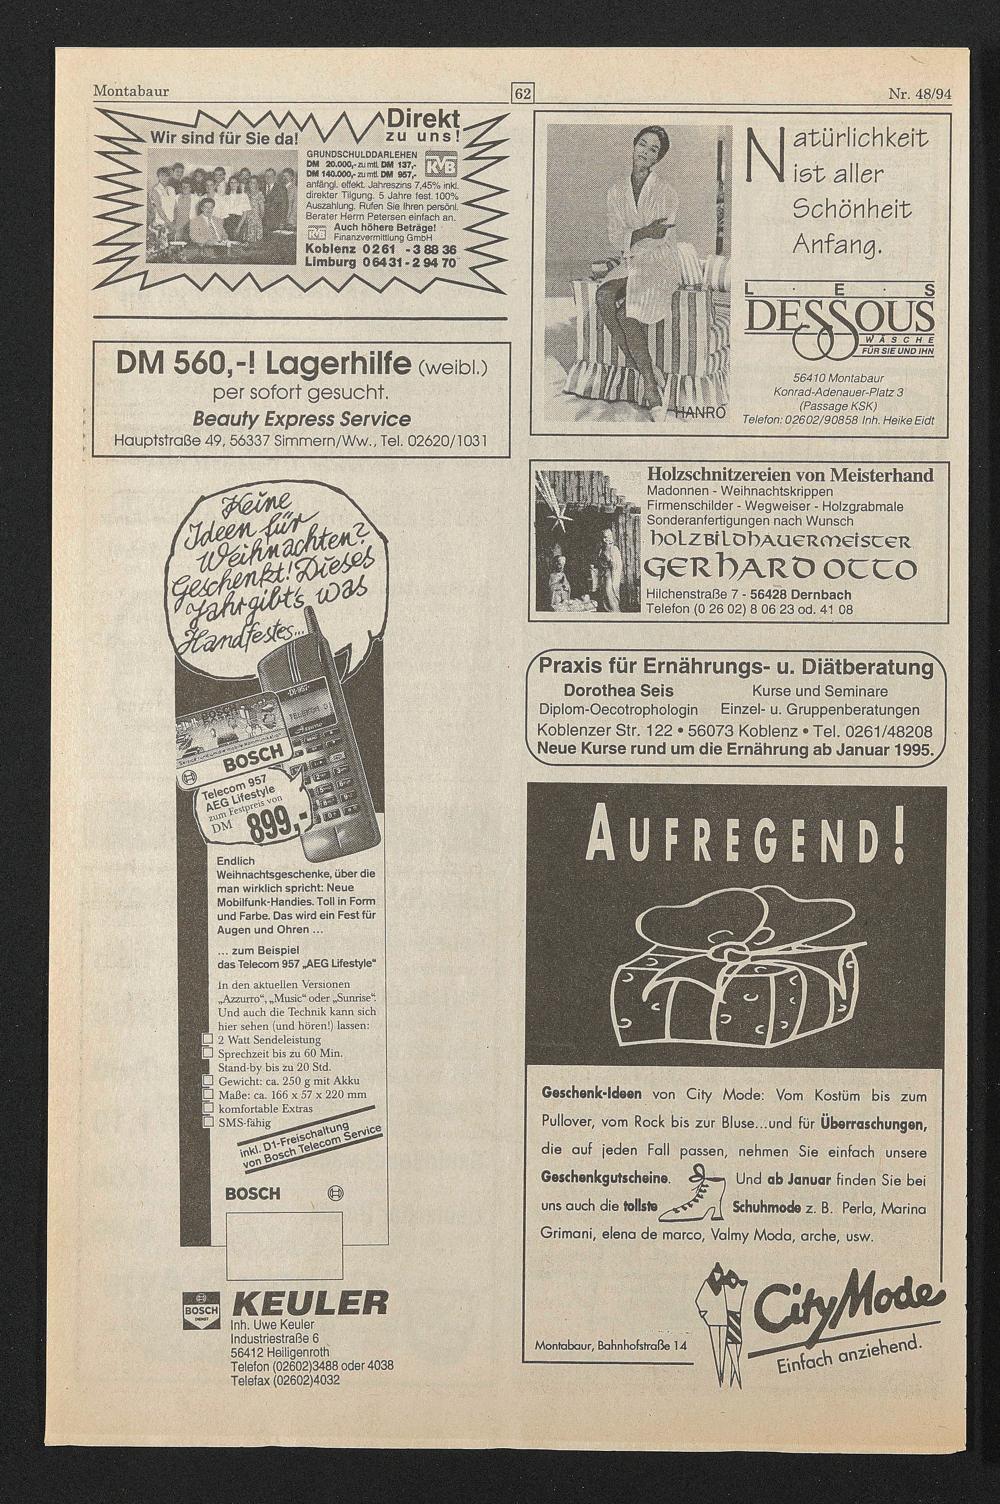 Montabaur
62
Nr. 48/94
Wir sind für Sie da!
Direkt
zu uns!
GRUNDSCHULDDARLEHEN
DM 20.000,- zu mtl. DM 137,-
DM 140.000,- zu mtl. DM 957,-
KVB
anfängl. effekt. Jahreszins 7,45% inkl.
direkter Tilgung. 5 Jahre fest. 100%
Auszahlung. Rufen Sie Ihren persönl.
Berater Herrn Petersen einfach an.
Auch höhere Beträge!
KVB Finanzvermittlung GmbH
Koblenz 0261 - 3 88 36
Limburg 06431 - 2 94 70
DM 560,-! Lagerhilfe (weibl.)
per sofort gesucht.
Beauty Express Service
Hauptstraße 49, 56337 Simmern/Ww., Tel. 02620/1031
Keine
Ideen für
Weihnachten?
Geschenkt! Dieses
Jahr gibt's was
Handfestes...
BOSCH
Telecom 957
AEG Lifestyle
zum Festpreis von
DM 899,-
Endlich
Weihnachtsgeschenke, über die
man wirklich spricht: Neue
Mobilfunk-Handies. Toll in Form
und Farbe. Das wird ein Fest für
Augen und Ohren ...
... zum Beispiel
das Telecom 957 „AEG Lifestyle“
In den aktuellen Versionen
„Azzurro“, „Music“ oder „Sunrise“.
Und auch die Technik kann sich
hier sehen (und hören!) lassen:
2 Watt Sendeleistung
Sprechzeit bis zu 60 Min.
Stand-by bis zu 20 Std.
Gewicht: ca. 250 g mit Akku
Maße: ca. 166 x 57 x 220 mm
komfortable Extras
SMS-fähig
inkl. D1-Freischaltung
von Bosch Telecom Service
BOSCH
BOSCH
DIENST
KEULER
Inh. Uwe Keuler
Industriestraße 6
56412 Heiligenroth
Telefon (02602)3488 oder 4038
Telefax (02602)4032
Natürlichkeit
ist aller
Schönheit
Anfang.
HANRO
L · E · S
DESSOUS
WÄSCHE
FÜR SIE UND IHN
56410 Montabaur
Konrad-Adenauer-Platz 3
(Passage KSK)
Telefon: 02602/90858 Inh. Heike Eidt
Holzschnitzereien von Meisterhand
Madonnen - Weihnachtskrippen
Firmenschilder - Wegweiser - Holzgrabmale
Sonderanfertigungen nach Wunsch
HOLZBILDHAUERMEISTER
GERHARD OTTO
Hilchenstraße 7 - 56428 Dernbach
Telefon (0 26 02) 8 06 23 od. 41 08
Praxis für Ernährungs- u. Diätberatung
Dorothea Seis Kurse und Seminare
Diplom-Oecotrophologin Einzel- u. Gruppenberatungen
Koblenzer Str. 122 • 56073 Koblenz • Tel. 0261/48208
Neue Kurse rund um die Ernährung ab Januar 1995.
AUFREGEND!
Geschenk-Ideen von City Mode: Vom Kostüm bis zum
Pullover, vom Rock bis zur Bluse...und für Überraschungen,
die auf jeden Fall passen, nehmen Sie einfach unsere
Geschenkgutscheine. Und ab Januar finden Sie bei
uns auch die tollste Schuhmode z. B. Perla, Marina
Grimani, elena de marco, Valmy Moda, arche, usw.
City Mode
Montabaur, Bahnhofstraße 14
Einfach anziehend.